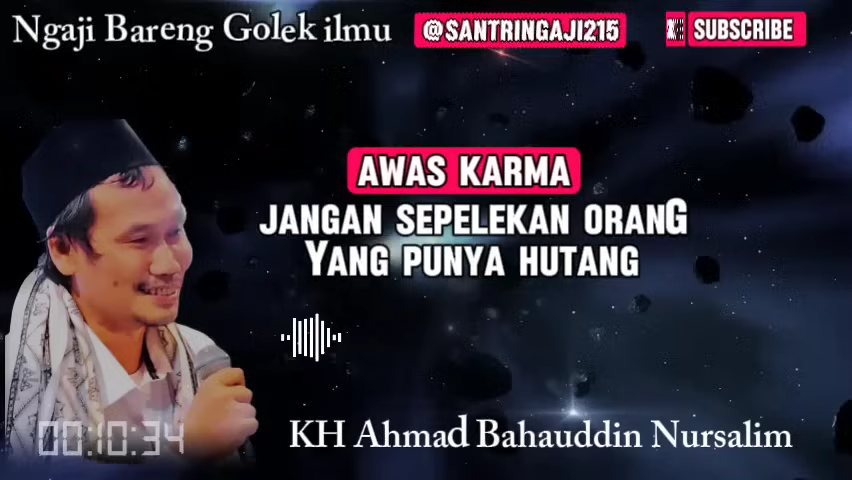 Ngaji Bareng Golek ilmu
@SANTRINGAJI215
SUBSCRIBE
AWAS KARMA
JANGAN SEPELEKAN ORANG
YANG PUNYA HUTANG
KH Ahmad Bahauddin Nursalim
00:10:34